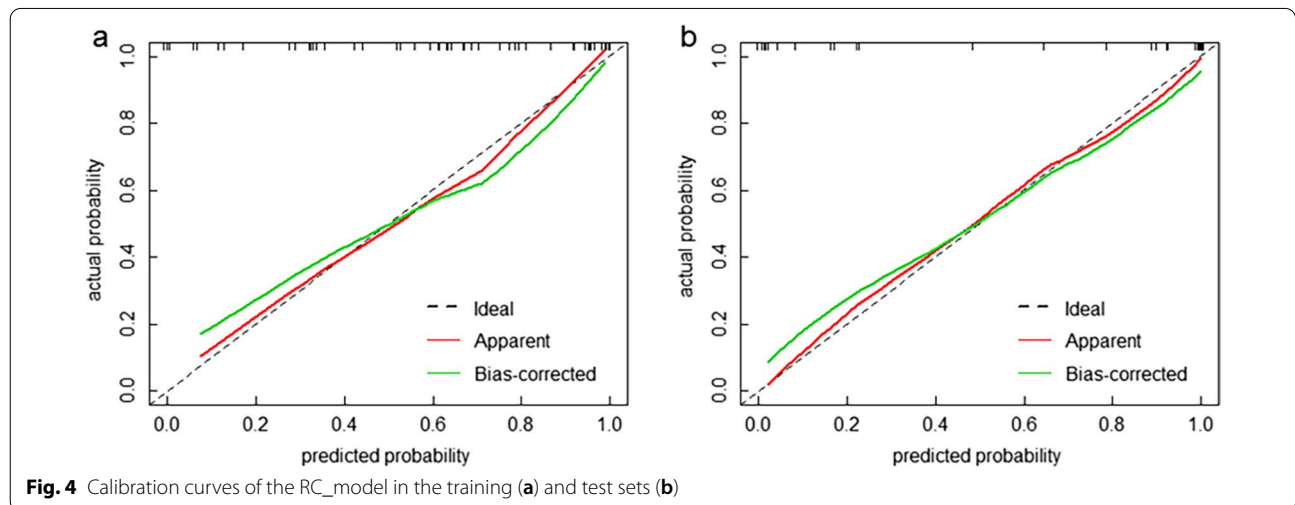 a
1.0
0.8
0.6
0.4
0.2
0.0
actual probability
Ideal
Apparent
Bias-corrected
0.0 0.2 0.4 0.6 0.8 1.0
predicted probability
b
1.0
0.8
0.6
0.4
0.2
0.0
actual probability
Ideal
Apparent
Bias-corrected
0.0 0.2 0.4 0.6 0.8 1.0
predicted probability
Fig. 4 Calibration curves of the RC_model in the training (a) and test sets (b)